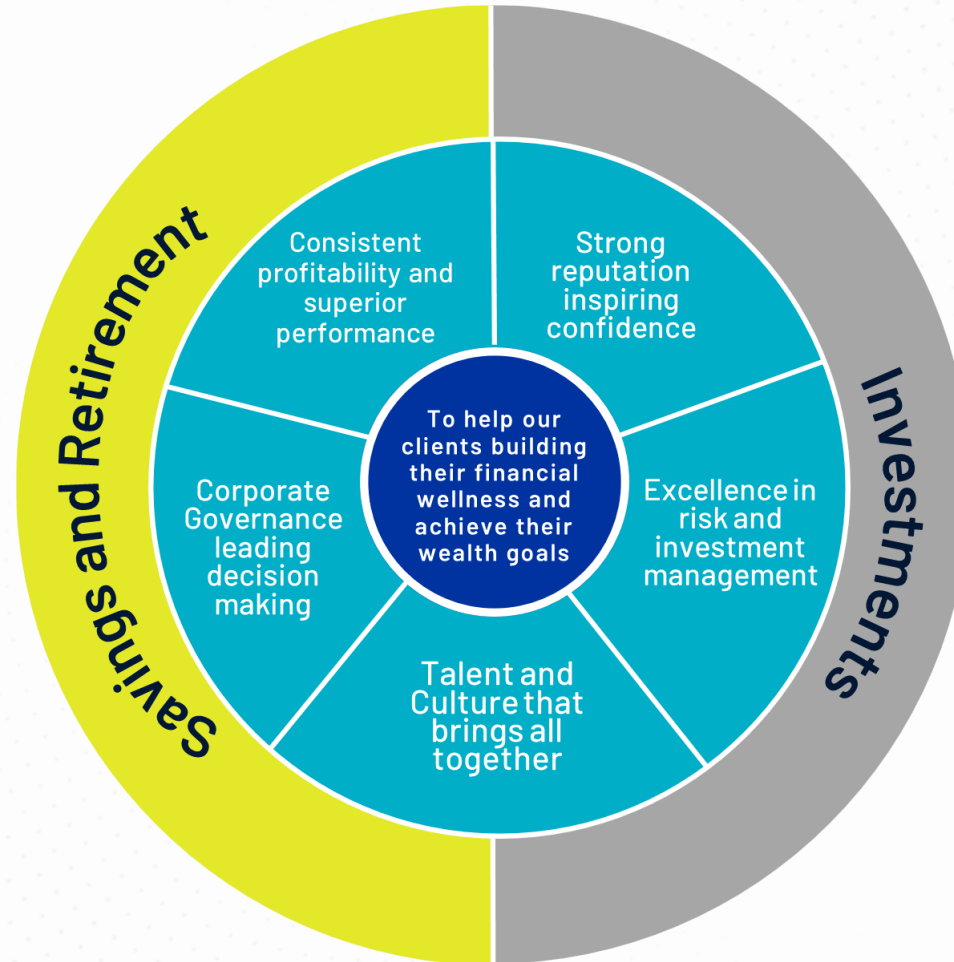 Savings and Retirement
Consistent
profitability and
superior
performance
Strong
reputation
inspiring
confidence
Investments
To help our
clients building
their financial
wellness and
achieve their
wealth goals
Corporate
Governance
leading
decision
making
Excellence in
risk and
investment
management
Talent and
Culture that
brings all
together